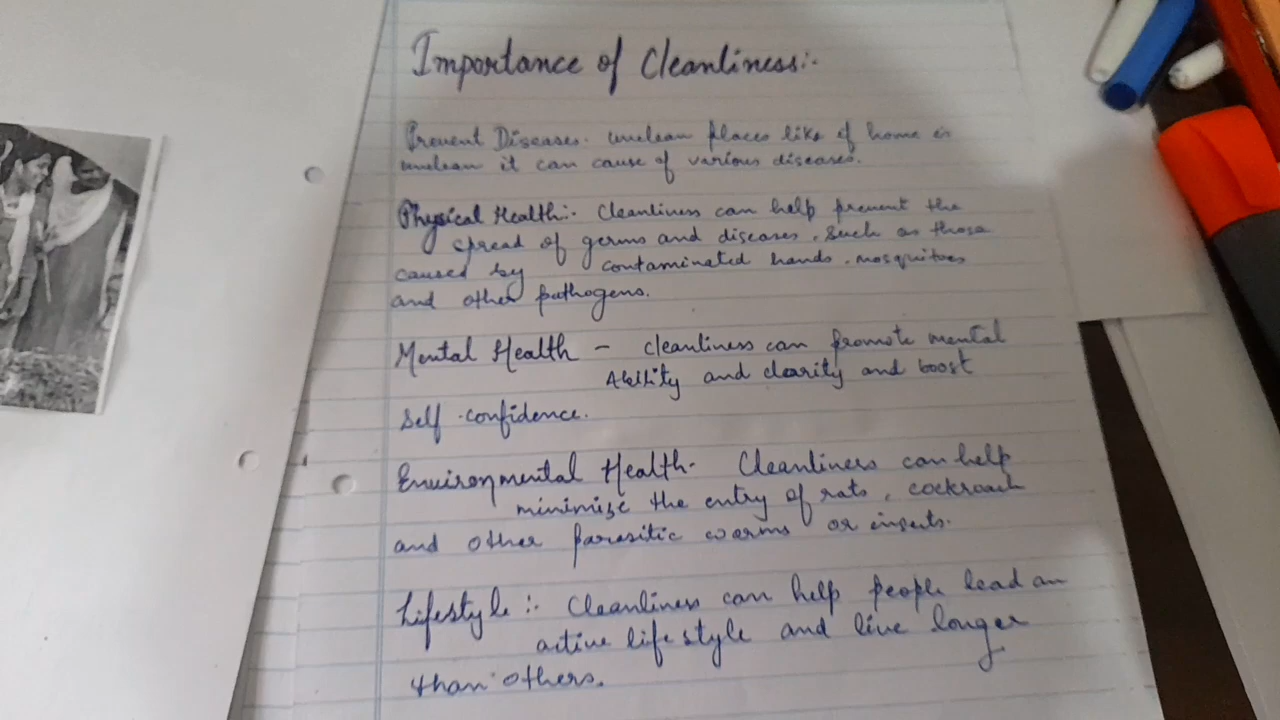 Importance of Cleanliness:-
Prevent Diseases. unclean places like if home is
unclean it can cause of various diseases.
Physical Health:- Cleanliness can help prevent the
spread of germs and diseases, such as those
caused by contaminated hands, mosquitoes
and other pathogens.
Mental Health - cleanliness can promote mental
Ability and clarity and boost
self-confidence.
Environmental Health- Cleanliness can help
minimize the entry of rats, cockroach
and other parasitic worms or insects.
Lifestyle:- Cleanliness can help people lead an
active life style and live longer
than others.